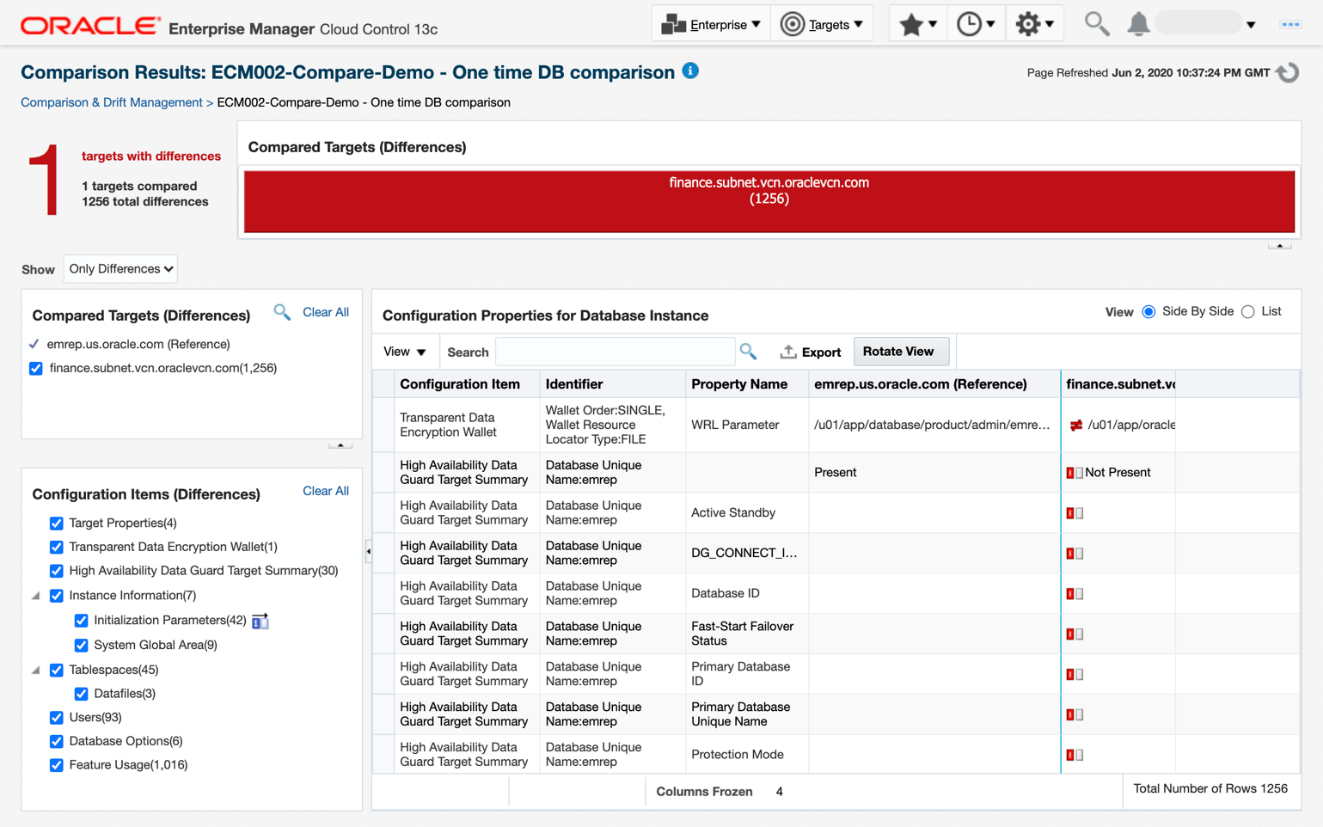 ORACLE® Enterprise Manager Cloud Control 13c
Enterprise ▼
Targets ▼
Comparison Results: ECM002-Compare-Demo - One time DB comparison
Page Refreshed Jun 2, 2020 10:37:24 PM GMT
Comparison & Drift Management > ECM002-Compare-Demo - One time DB comparison
1
targets with differences
1 targets compared
1256 total differences
Compared Targets (Differences)
finance.subnet.vcn.oraclevcn.com
(1256)
Show Only Differences
Compared Targets (Differences)
Clear All
emrep.us.oracle.com (Reference)
finance.subnet.vcn.oraclevcn.com(1,256)
Configuration Items (Differences)
Clear All
Target Properties(4)
Transparent Data Encryption Wallet(1)
High Availability Data Guard Target Summary(30)
Instance Information(7)
Initialization Parameters(42)
System Global Area(9)
Tablespaces(45)
Datafiles(3)
Users(93)
Database Options(6)
Feature Usage(1,016)
Configuration Properties for Database Instance
View Side By Side List
View ▼ Search Export Rotate View
Configuration Item Identifier Property Name emrep.us.oracle.com (Reference) finance.subnet.vc
Transparent Data
Encryption Wallet
Wallet Order:SINGLE,
Wallet Resource
Locator Type:FILE
WRL Parameter
/u01/app/database/product/admin/emre...
/u01/app/oracle
High Availability Data
Guard Target Summary
Database Unique
Name:emrep
Present
Not Present
High Availability Data
Guard Target Summary
Database Unique
Name:emrep
Active Standby
High Availability Data
Guard Target Summary
Database Unique
Name:emrep
DG_CONNECT_I...
High Availability Data
Guard Target Summary
Database Unique
Name:emrep
Database ID
High Availability Data
Guard Target Summary
Database Unique
Name:emrep
Fast-Start Failover
Status
High Availability Data
Guard Target Summary
Database Unique
Name:emrep
Primary Database
ID
High Availability Data
Guard Target Summary
Database Unique
Name:emrep
Primary Database
Unique Name
High Availability Data
Guard Target Summary
Database Unique
Name:emrep
Protection Mode
Columns Frozen 4
Total Number of Rows 1256